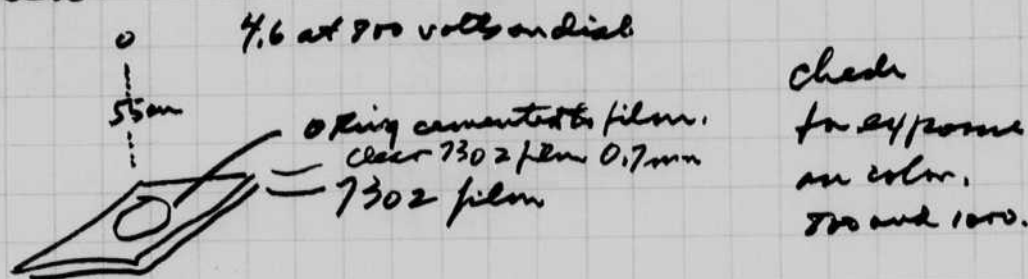 4.6 at 800 volts on dial
55cm
O Ring cemented to film.
clear 7302 film 0.7mm
7302 film
check
for exposure
on color.
800 and 1000.